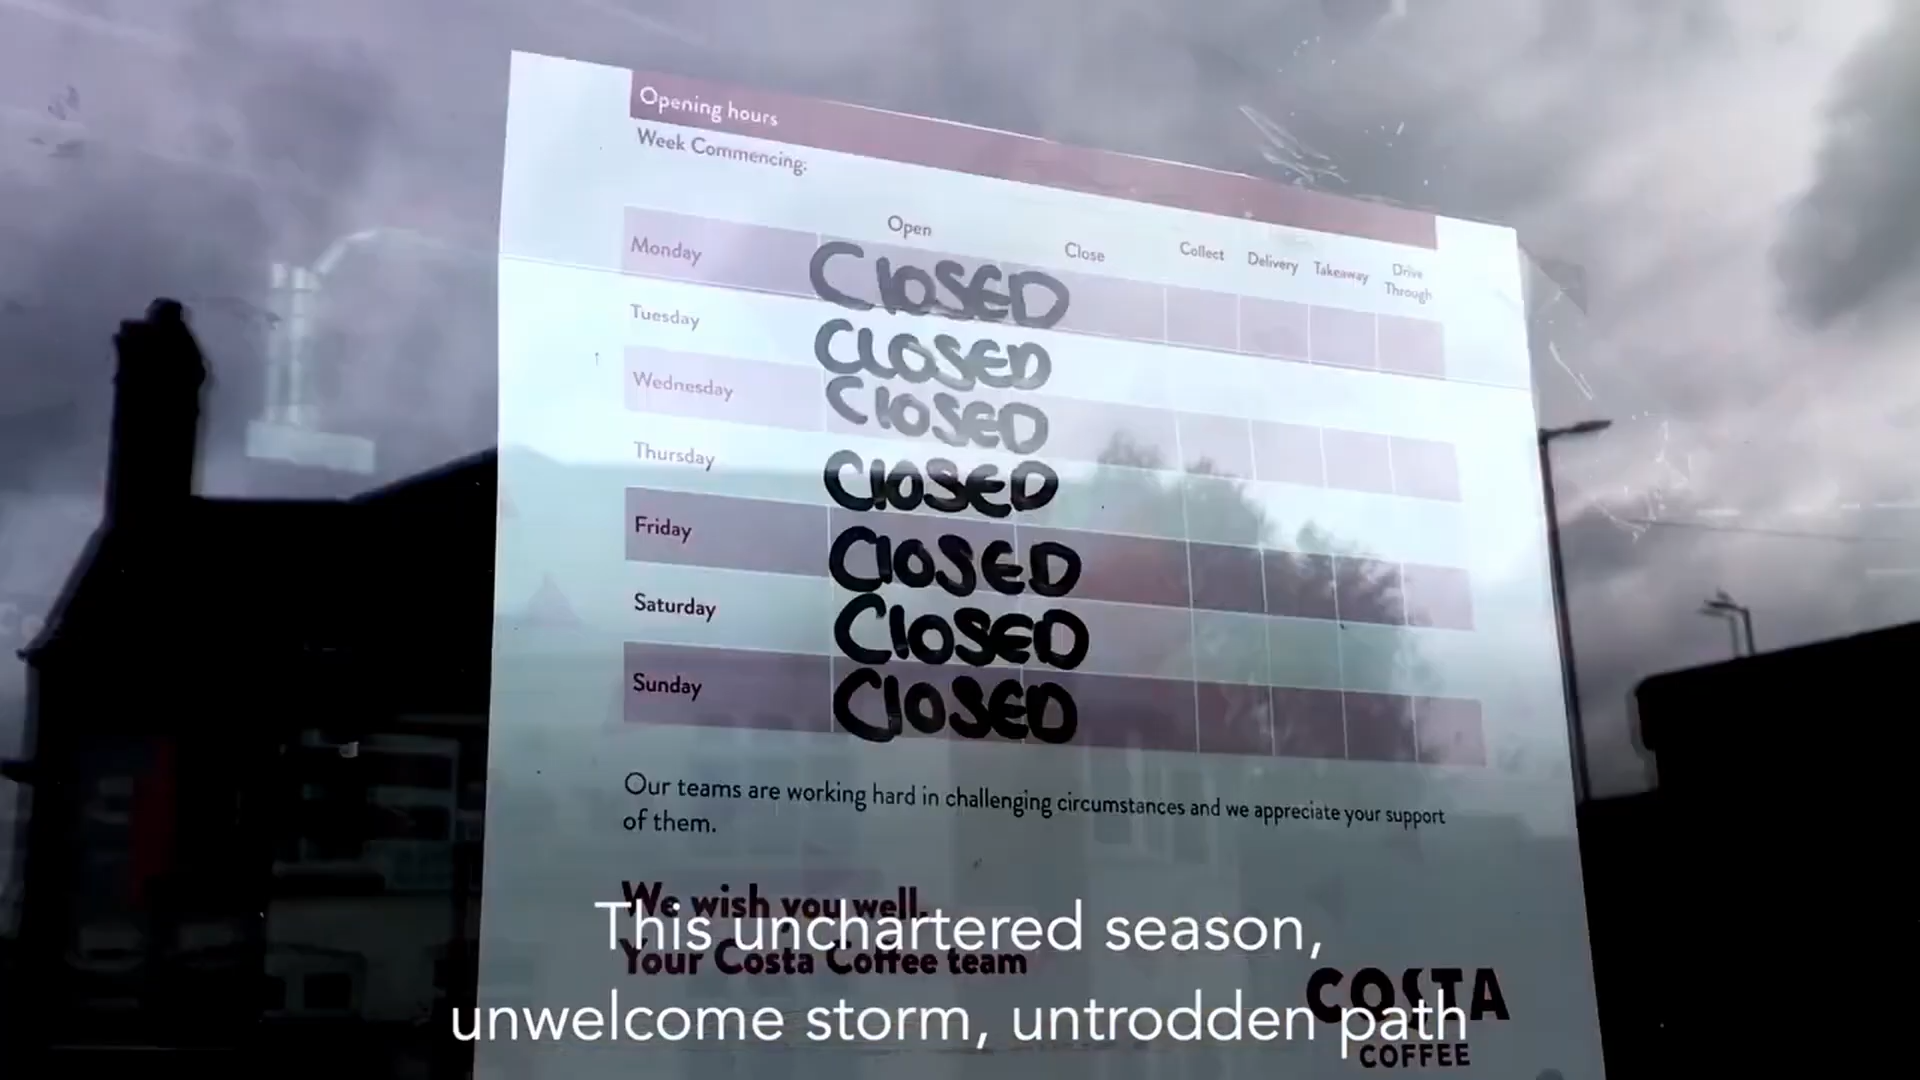 Opening hours
Week Commencing:
Open Close Collect Delivery Takeaway Drive Through
Monday CLOSED
Tuesday CLOSED
Wednesday CLOSED
Thursday CLOSED
Friday CLOSED
Saturday CLOSED
Sunday CLOSED
Our teams are working hard in challenging circumstances and we appreciate your support
of them.
We wish you well.
Your Costa Coffee team
COSTA
COFFEE
This unchartered season,
unwelcome storm, untrodden path